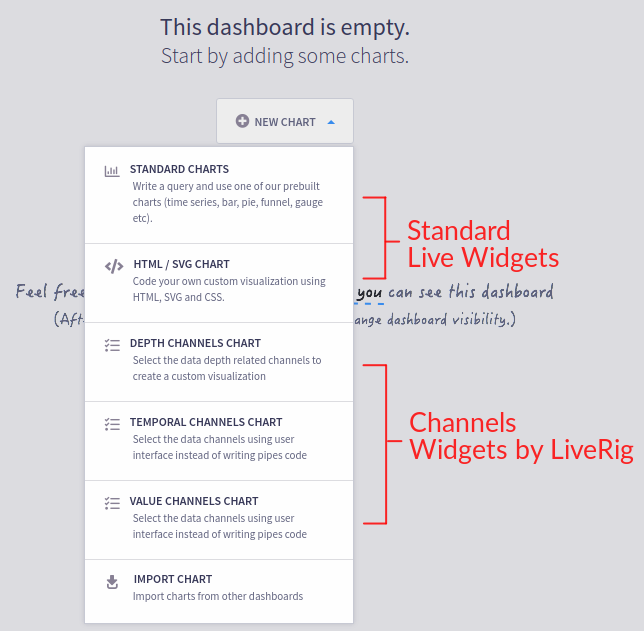 This dashboard is empty.
Start by adding some charts.
NEW CHART
STANDARD CHARTS
Write a query and use one of our prebuilt
charts (time series, bar, pie, funnel, gauge
etc).
Standard
Live Widgets
HTML / SVG CHART
Code your own custom visualization using
HTML, SVG and CSS.
Feel free you can see this dashboard
(Aft ange dashboard visibility.)
DEPTH CHANNELS CHART
Select the data depth related channels to
create a custom visualization
TEMPORAL CHANNELS CHART
Select the data channels using user
interface instead of writing pipes code
Channels
Widgets by LiveRig
VALUE CHANNELS CHART
Select the data channels using user
interface instead of writing pipes code
IMPORT CHART
Import charts from other dashboards